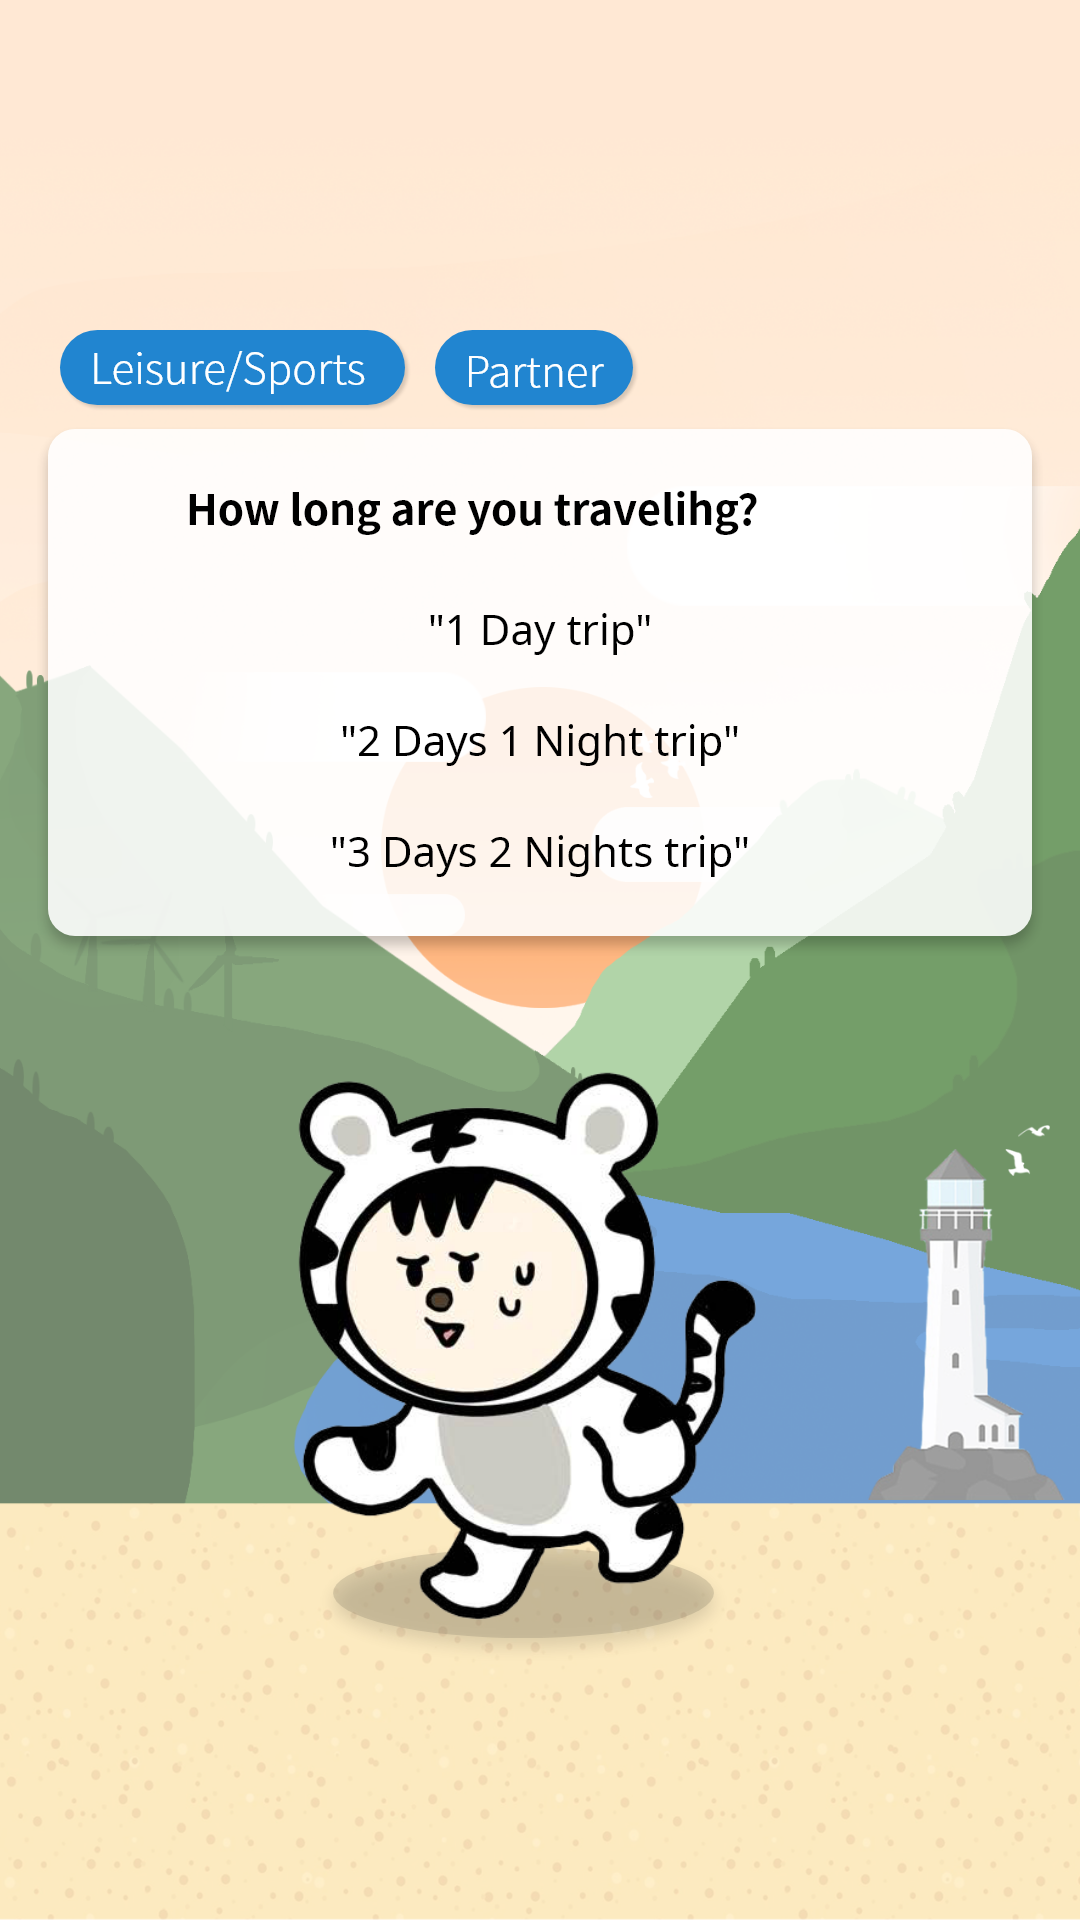 Leisure/Sports Partner
How long are you travelihg?
"1 Day trip"
"2 Days 1 Night trip"
"3 Days 2 Nights trip"